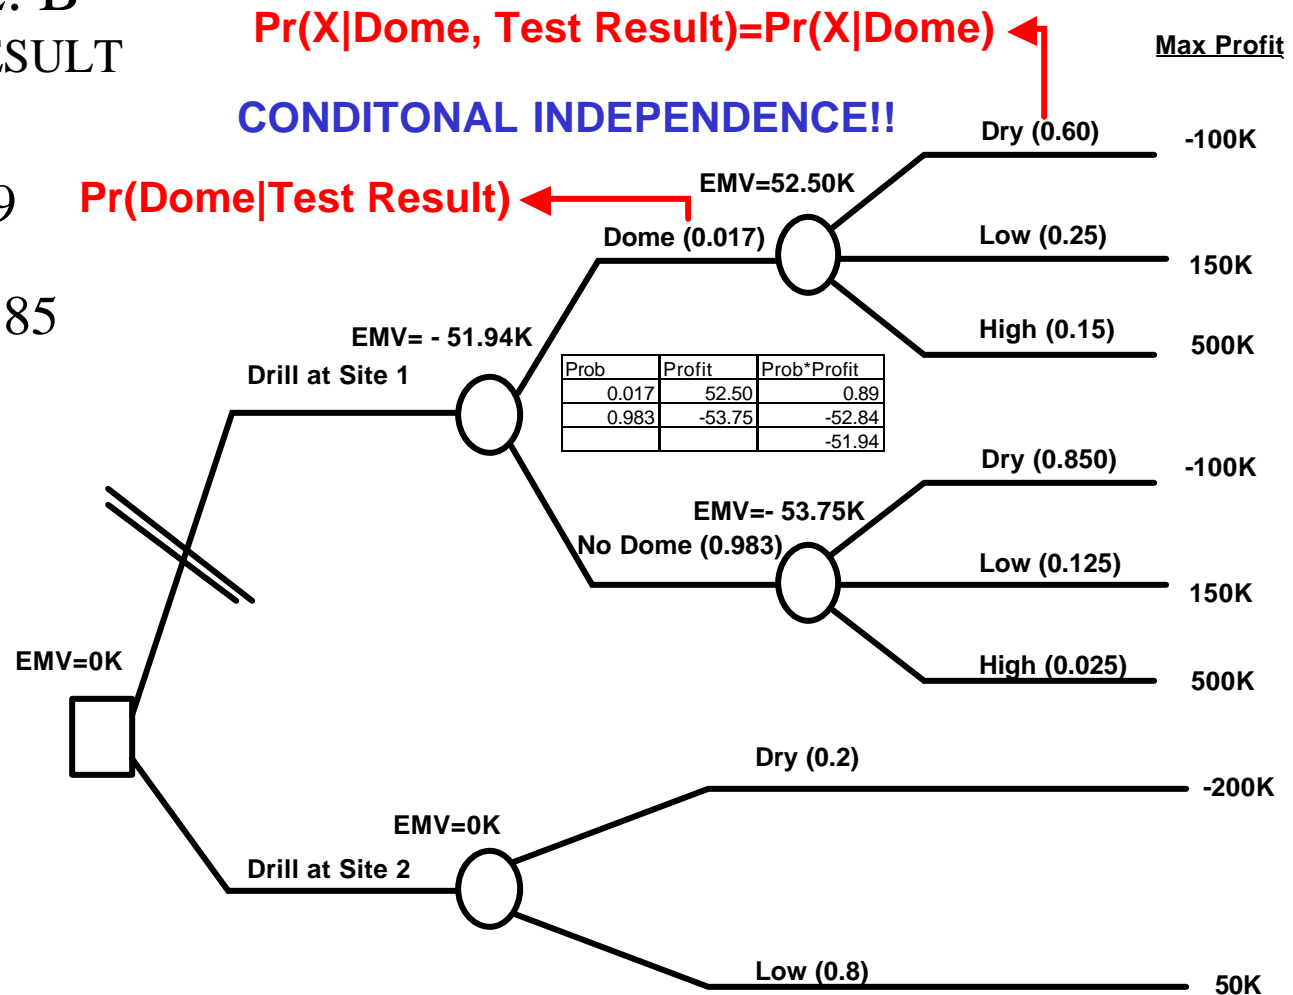 2: B
ESULT
9
85
Pr(X|Dome, Test Result)=Pr(X|Dome)
Max Profit
CONDITONAL INDEPENDENCE!!
Pr(Dome|Test Result)
Dry (0.60)
-100K
EMV=52.50K
Dome (0.017)
Low (0.25)
150K
High (0.15)
500K
EMV= - 51.94K
Drill at Site 1
Prob Profit Prob*Profit
0.017 52.50 0.89
0.983 -53.75 -52.84
-51.94
Dry (0.850)
-100K
EMV=- 53.75K
No Dome (0.983)
Low (0.125)
150K
High (0.025)
500K
EMV=0K
Dry (0.2)
-200K
EMV=0K
Drill at Site 2
Low (0.8)
50K